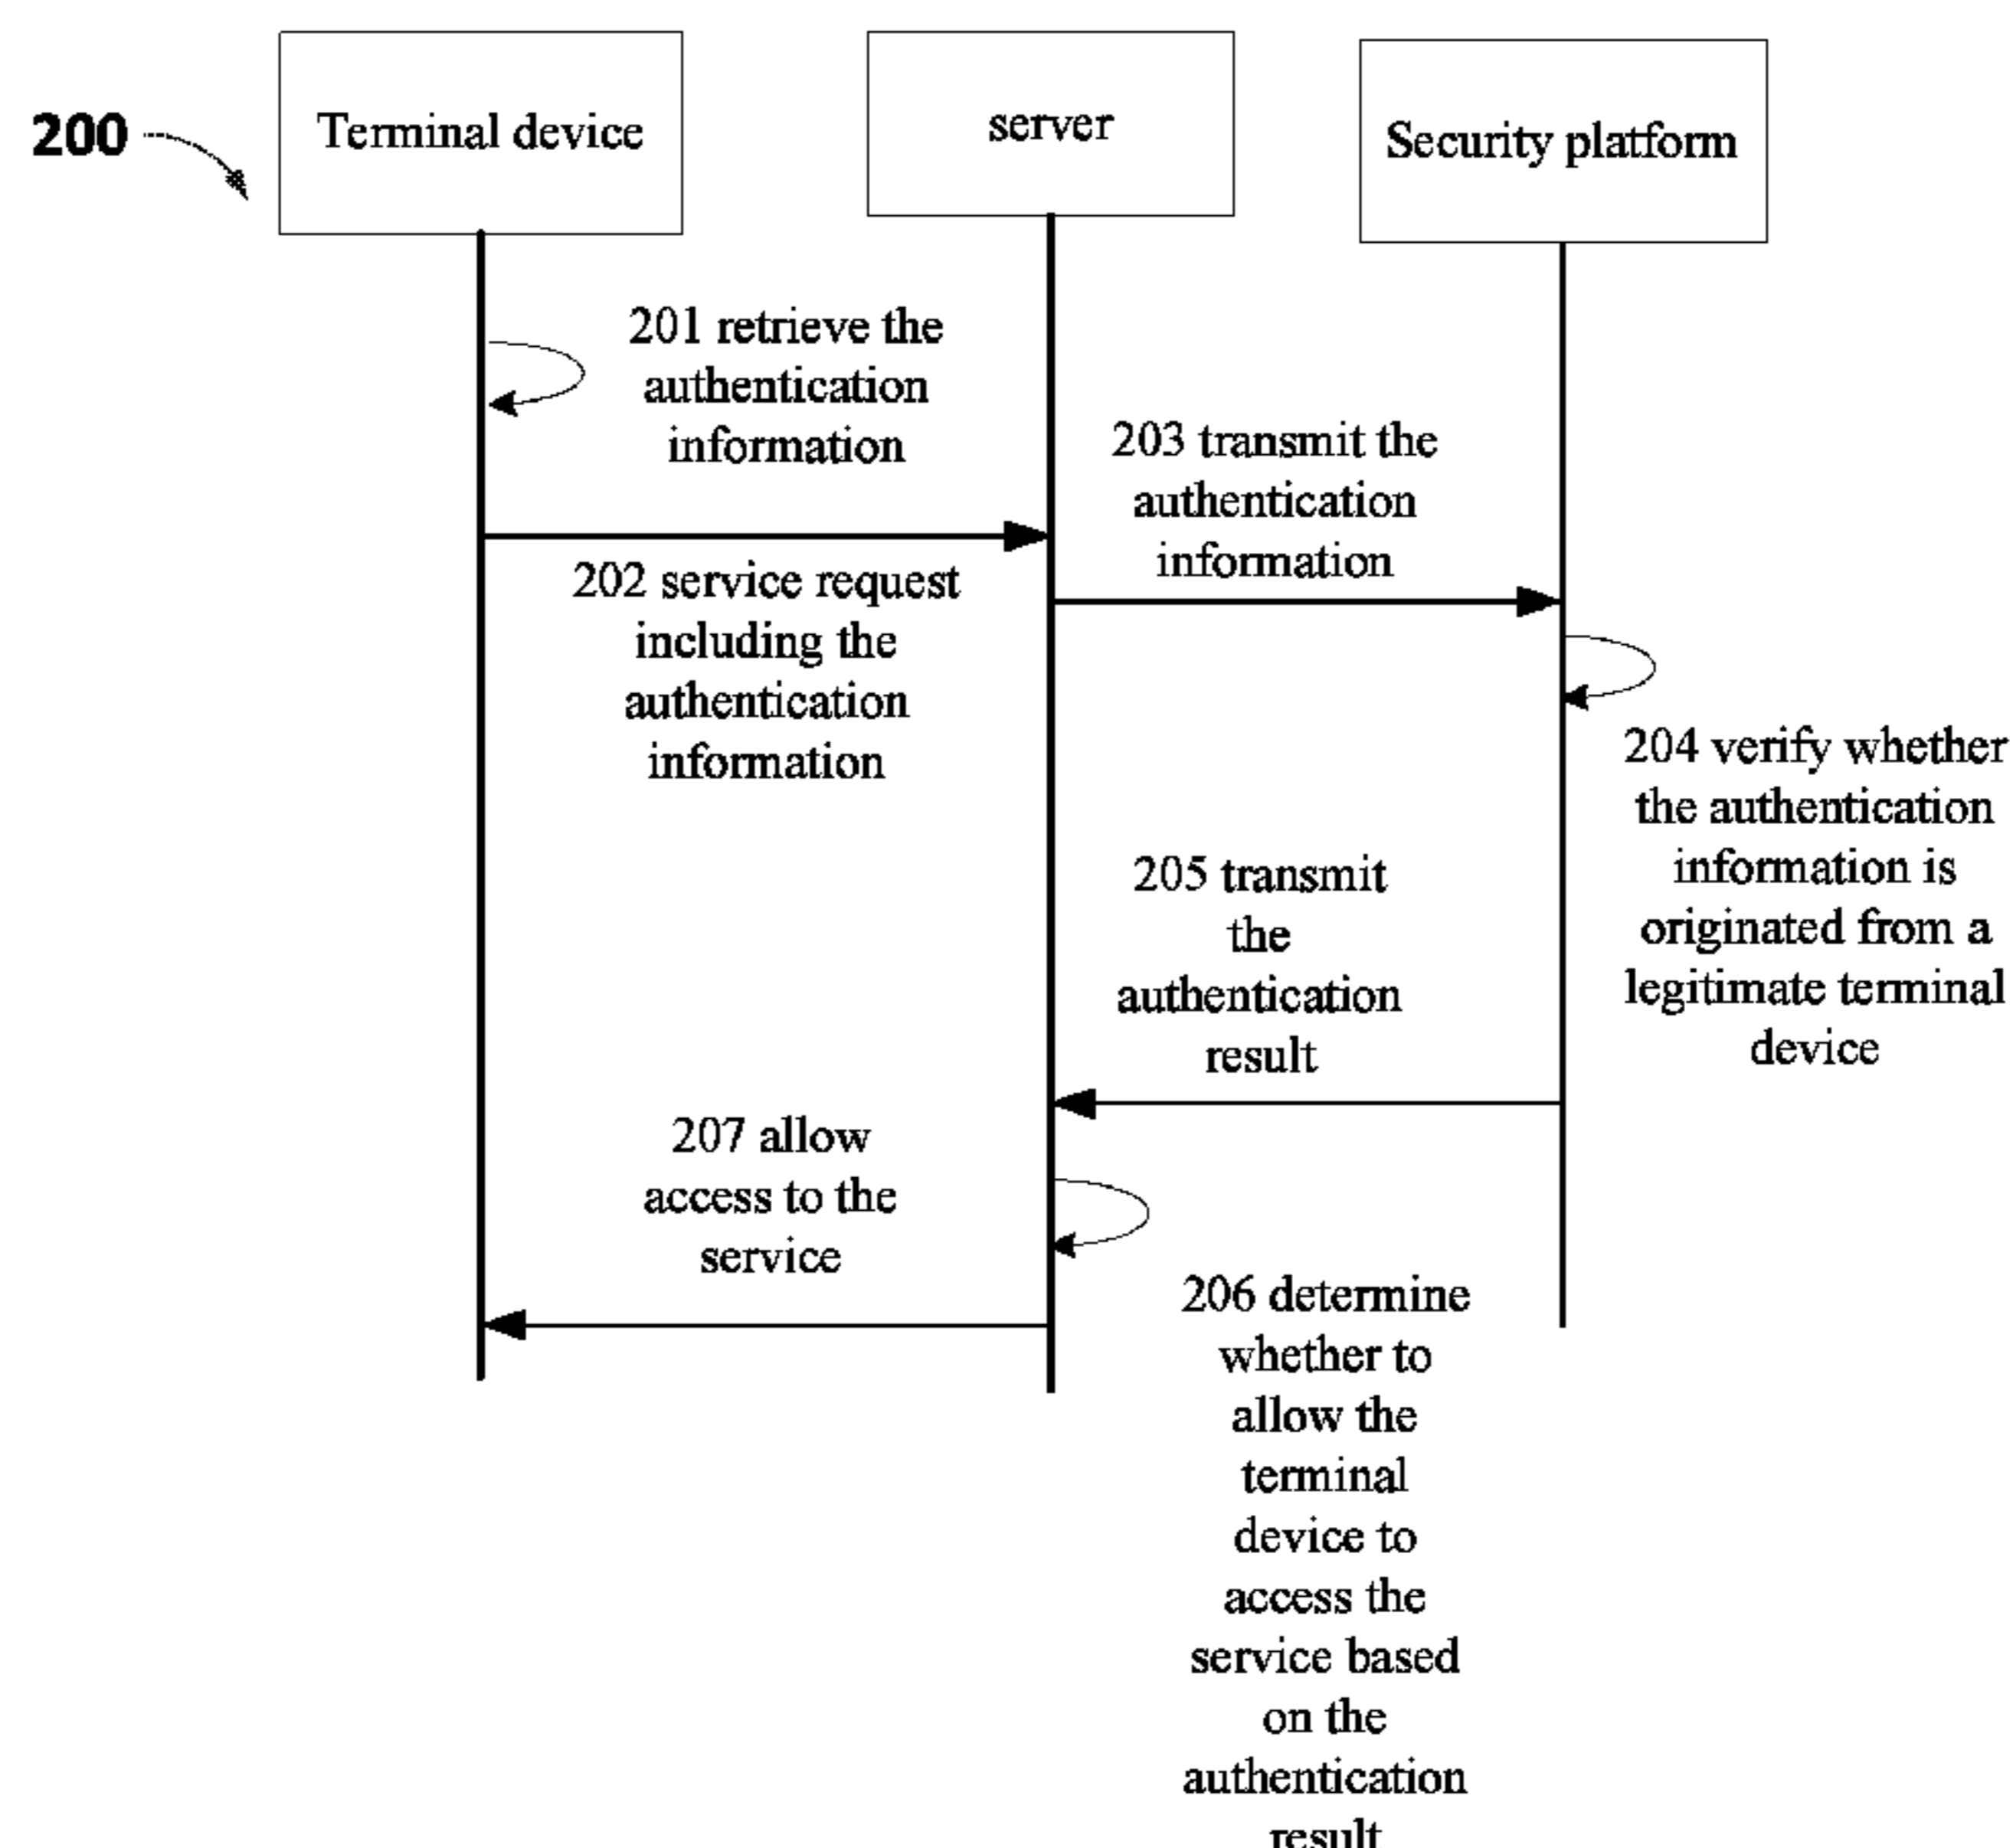 200
Terminal device
server
Security platform
201 retrieve the
authentication
information
202 service request
including the
authentication
information
203 transmit the
authentication
information
204 verify whether
the authentication
information is
originated from a
legitimate terminal
device
205 transmit
the
authentication
result
206 determine
whether to
allow the
terminal
device to
access the
service based
on the
authentication
result
207 allow
access to the
service